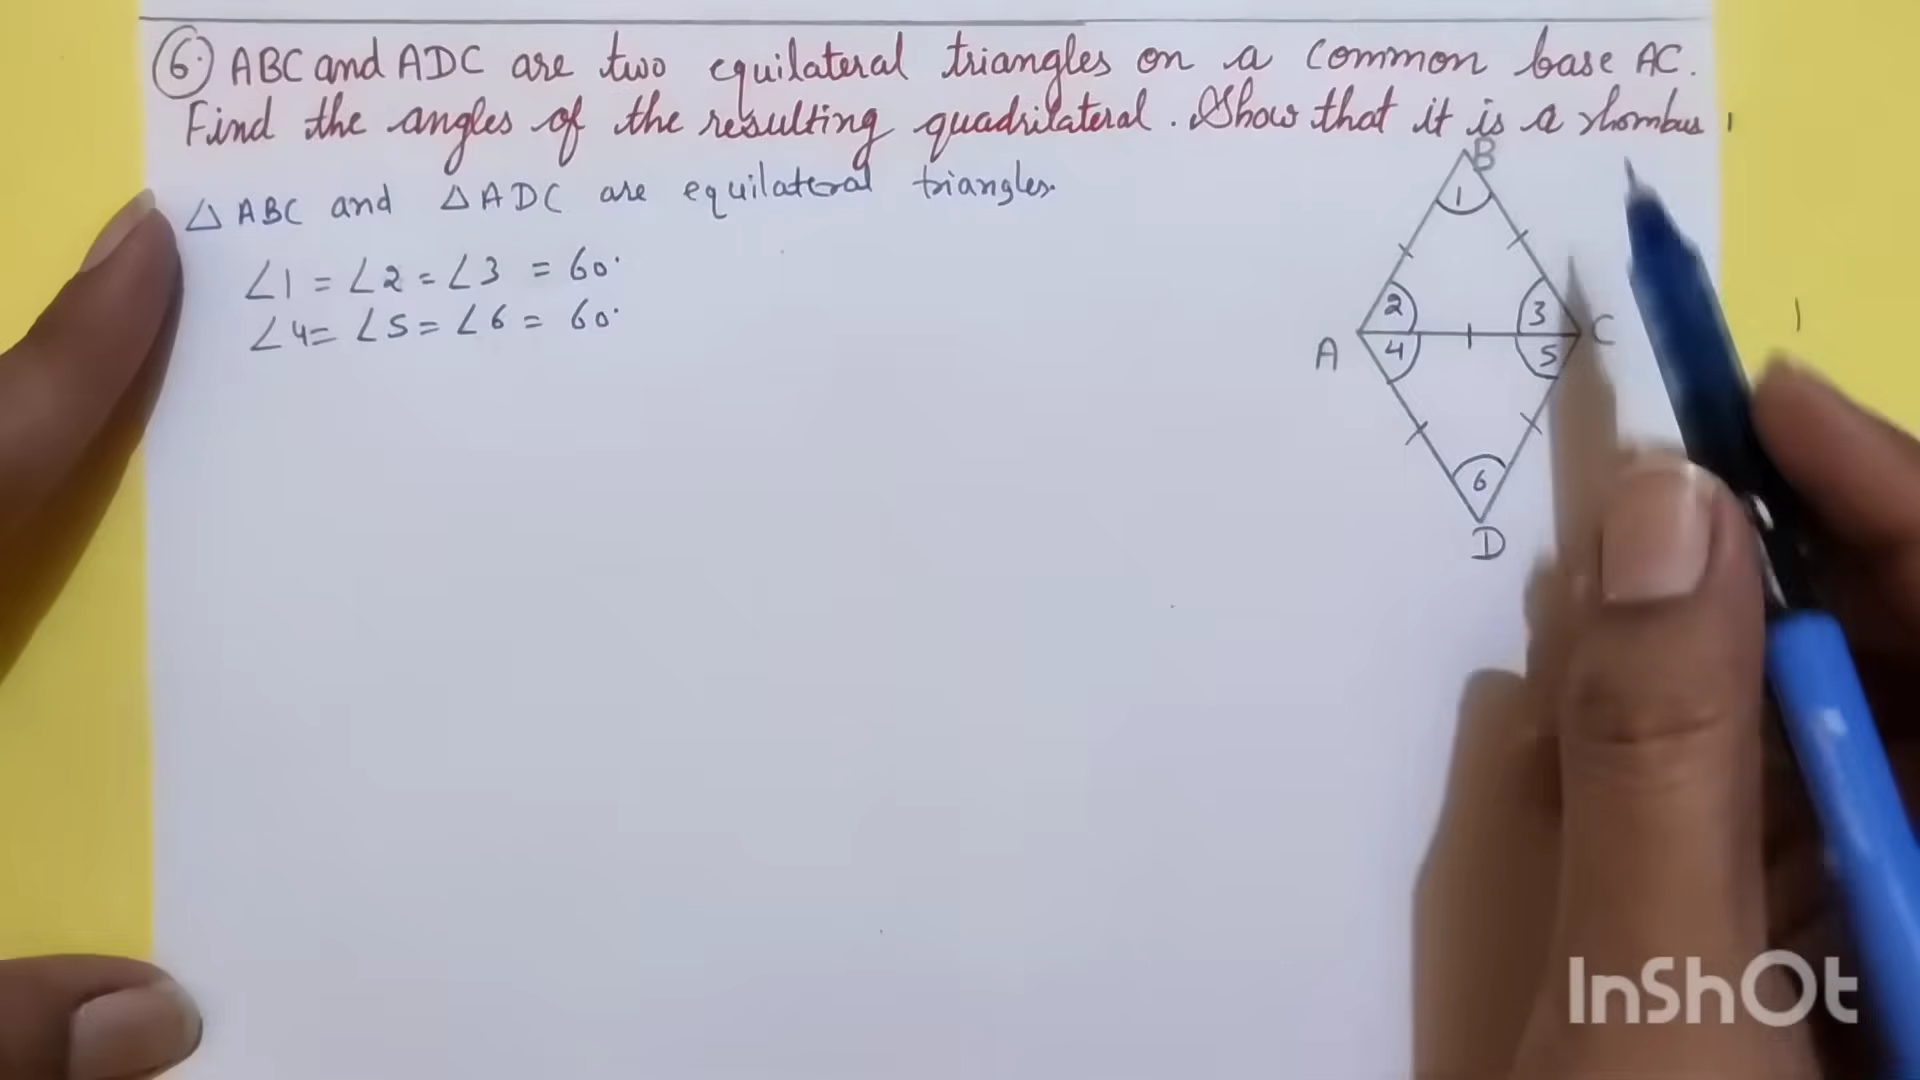 6. ABC and ADC are two equilateral triangles on a common base AC.
Find the angles of the resulting quadrilateral. Show that it is a rhombus
△ ABC and △ ADC are equilateral triangles.
∠1 = ∠2 = ∠3 = 60°
∠4 = ∠5 = ∠6 = 60°
B
1
2 3
A C
4 5
6
D
InShOt